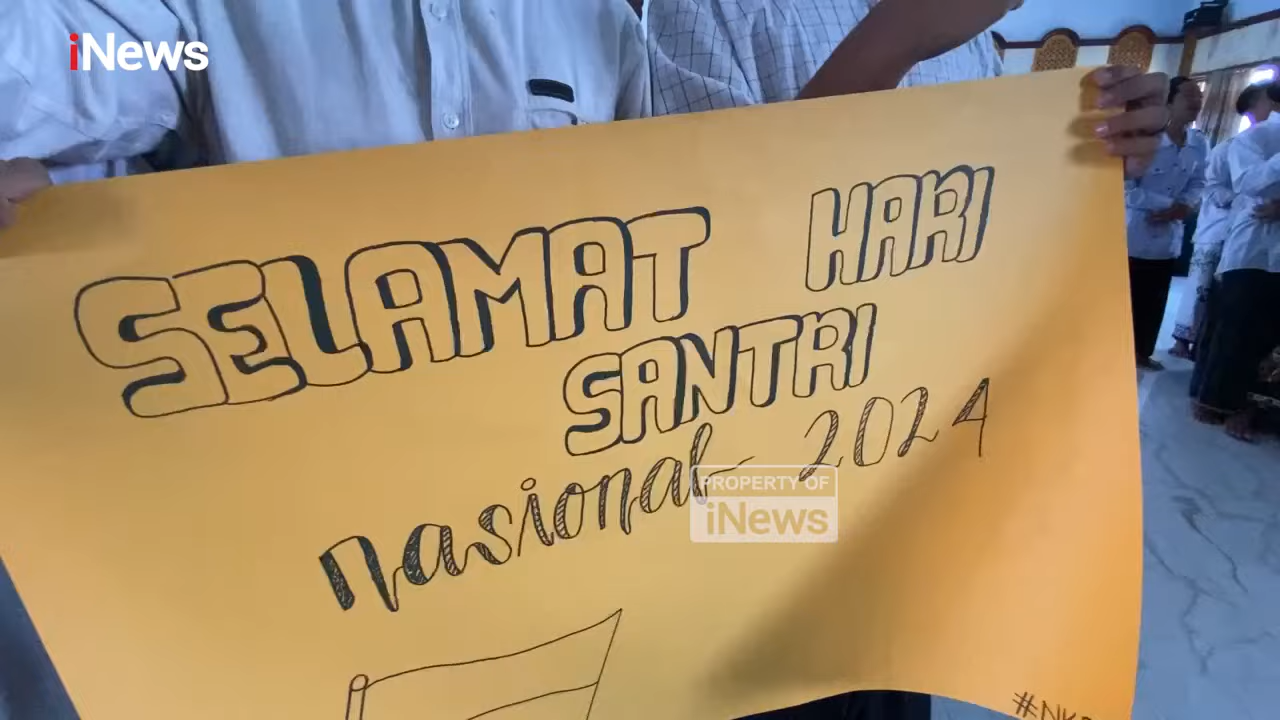 iNews
SELAMAT HARI
SANTRI
nasional 2024
PROPERTY OF
iNews